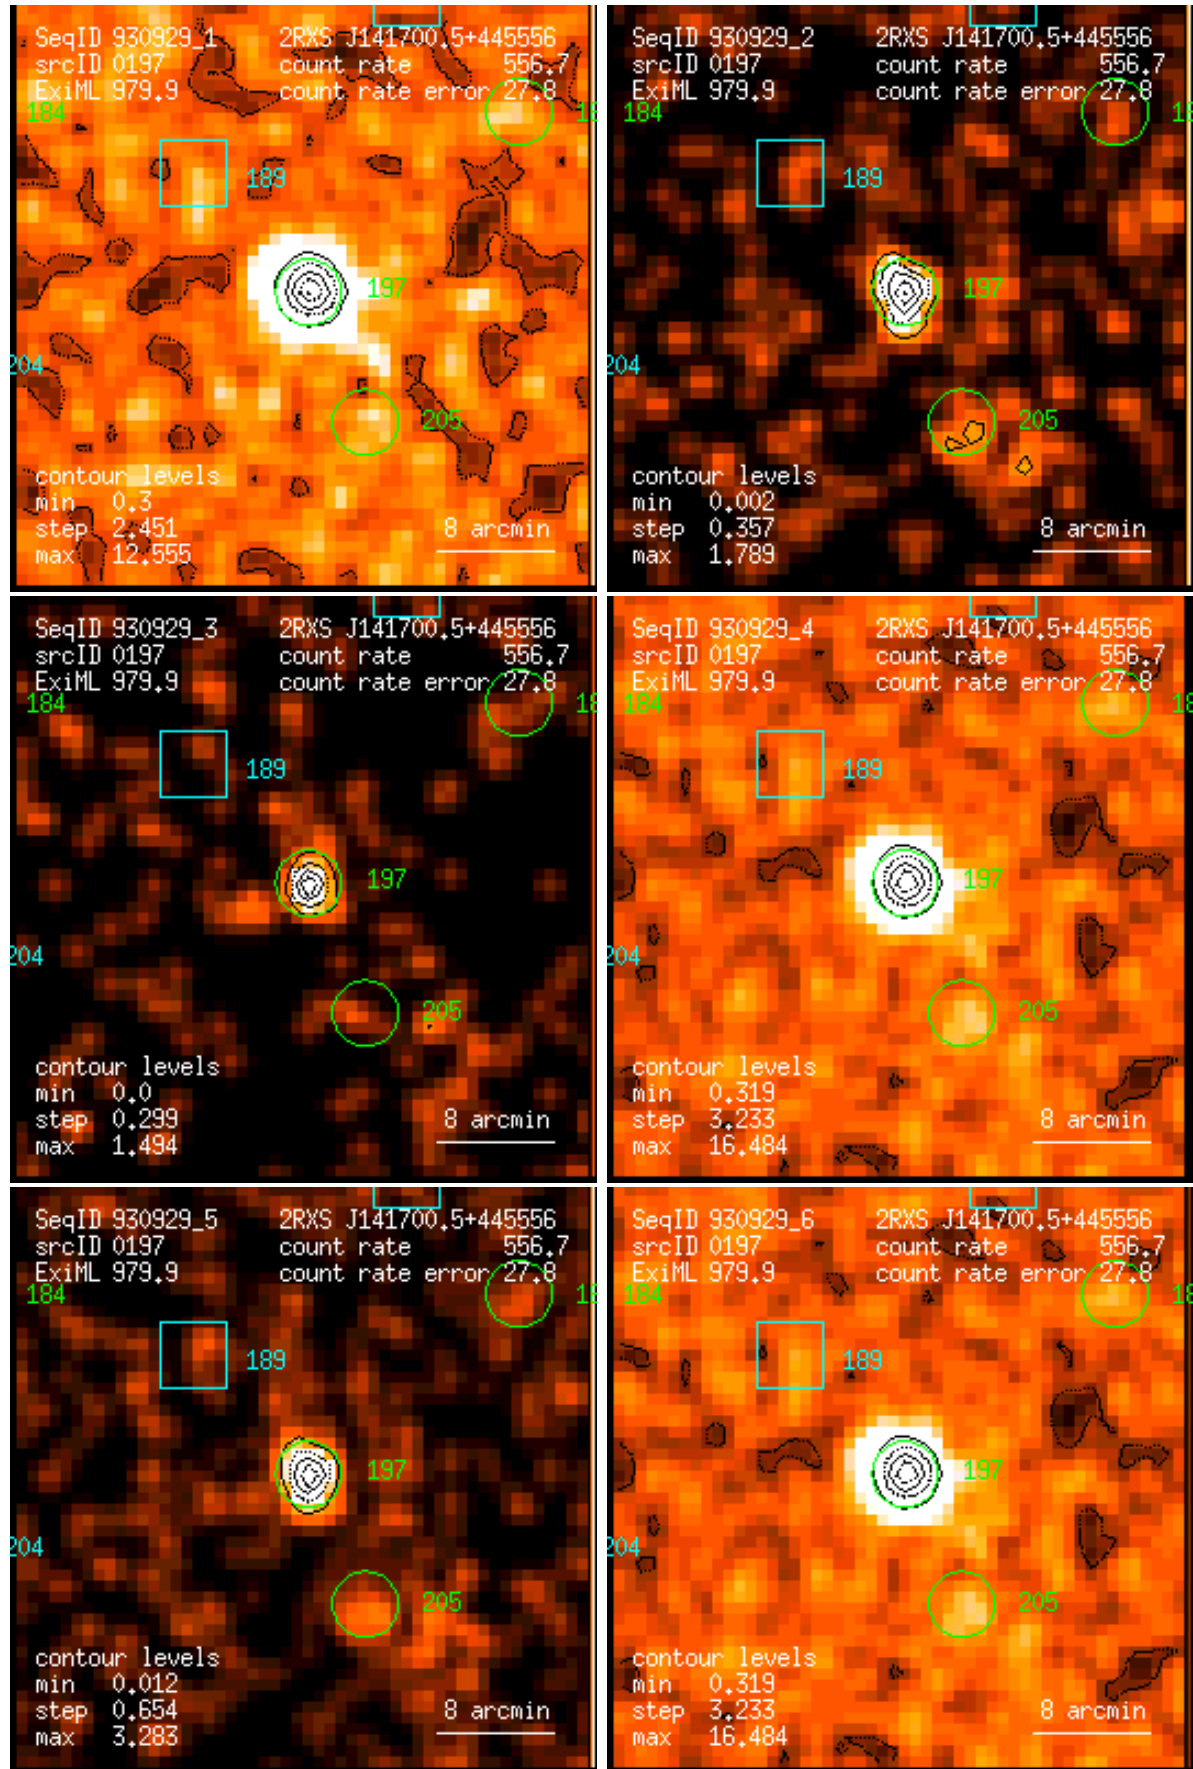 SeqID 930929_1 2RXS J141700.5+445556
srcID 0197 count rate 556.7
ExiML 979.9 count rate error 27.8
184 18
189
197
204
205
contour levels
min 0.3
step 2.451 8 arcmin
max 12.555
SeqID 930929_2 2RXS J141700.5+445556
srcID 0197 count rate 556.7
ExiML 979.9 count rate error 27.8
184 18
189
197
204
205
contour levels
min 0.002
step 0.357 8 arcmin
max 1.789
SeqID 930929_3 2RXS J141700.5+445556
srcID 0197 count rate 556.7
ExiML 979.9 count rate error 27.8
184 18
189
197
204
205
contour levels
min 0.0
step 0.299 8 arcmin
max 1.494
SeqID 930929_4 2RXS J141700.5+445556
srcID 0197 count rate 556.7
ExiML 979.9 count rate error 27.8
184 18
189
197
204
205
contour levels
min 0.319
step 3.233 8 arcmin
max 16.484
SeqID 930929_5 2RXS J141700.5+445556
srcID 0197 count rate 556.7
ExiML 979.9 count rate error 27.8
184 18
189
197
204
205
contour levels
min 0.012
step 0.654 8 arcmin
max 3.283
SeqID 930929_6 2RXS J141700.5+445556
srcID 0197 count rate 556.7
ExiML 979.9 count rate error 27.8
184 18
189
197
204
205
contour levels
min 0.319
step 3.233 8 arcmin
max 16.484